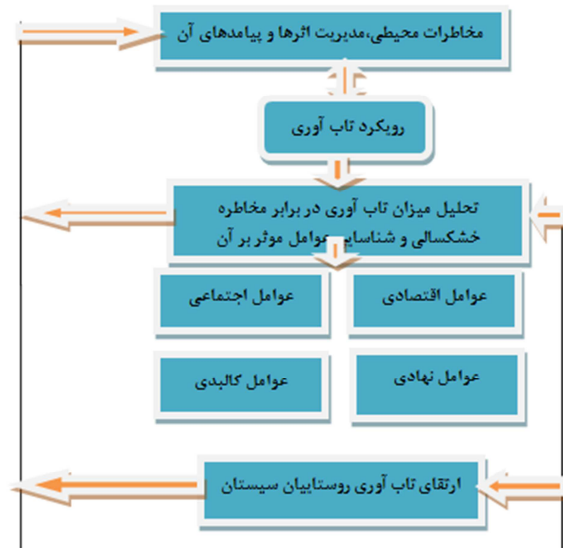 مخاطرات محیطی،مدیریت اثرها و پیامدهای آن
رویکرد تاب آوری
تحلیل میزان تاب آوری در برابر مخاطره
خشکسالی و شناسایی عوامل موثر بر آن
عوامل اقتصادی
عوامل اجتماعی
عوامل نهادی
عوامل کالبدی
ارتقای تاب آوری روستاییان سیستان